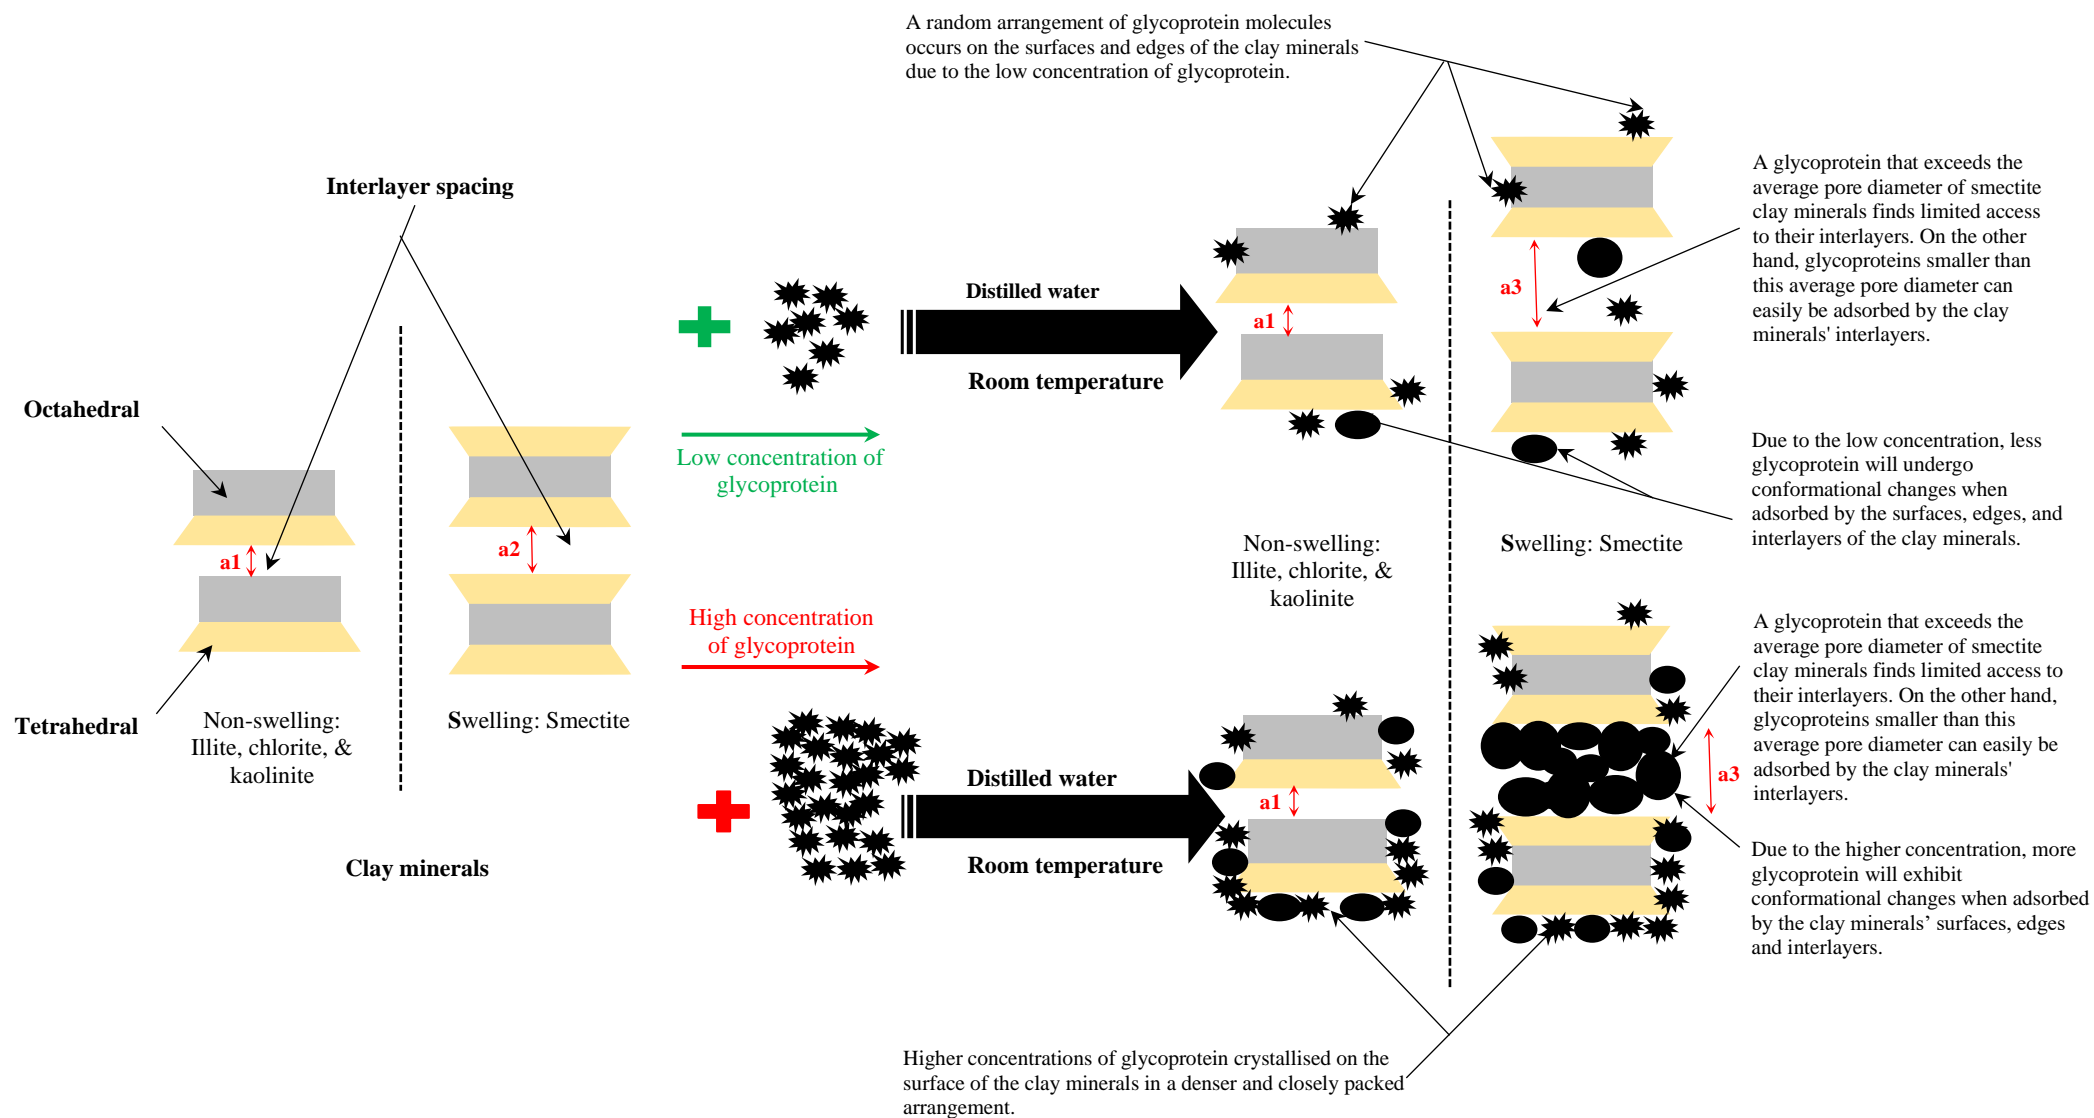 A random arrangement of glycoprotein molecules
occurs on the surfaces and edges of the clay minerals
due to the low concentration of glycoprotein.
Interlayer spacing
Octahedral
Tetrahedral
a1
a2
Non-swelling:
Illite, chlorite, &
kaolinite
Swelling: Smectite
Clay minerals
Low concentration of
glycoprotein
High concentration
of glycoprotein
Distilled water
Room temperature
Distilled water
Room temperature
a1
a3
Non-swelling:
Illite, chlorite, &
kaolinite
Swelling: Smectite
a1
a3
A glycoprotein that exceeds the
average pore diameter of smectite
clay minerals finds limited access
to their interlayers. On the other
hand, glycoproteins smaller than
this average pore diameter can
easily be adsorbed by the clay
minerals' interlayers.
Due to the low concentration, less
glycoprotein will undergo
conformational changes when
adsorbed by the surfaces, edges, and
interlayers of the clay minerals.
A glycoprotein that exceeds the
average pore diameter of smectite
clay minerals finds limited access to
their interlayers. On the other hand,
glycoproteins smaller than this
average pore diameter can easily be
adsorbed by the clay minerals'
interlayers.
Due to the higher concentration, more
glycoprotein will exhibit
conformational changes when adsorbed
by the clay minerals’ surfaces, edges
and interlayers.
Higher concentrations of glycoprotein crystallised on the
surface of the clay minerals in a denser and closely packed
arrangement.